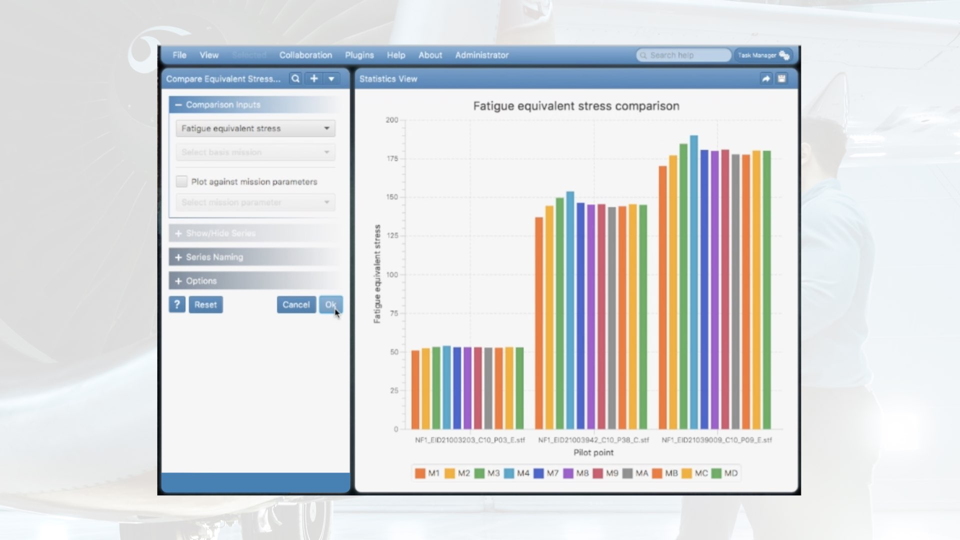 File View Collaboration Plugins Help About Administrator Search help Task Manager
Compare Equivalent Stress...
Statistics View
Comparison Inputs
Fatigue equivalent stress
Select basic mission
Plot against mission parameters
Select mission parameter
Show/Hide Series
Series Naming
Options
? Reset Cancel Ok
Fatigue equivalent stress comparison
Fatigue equivalent stress
200
175
150
125
100
75
50
25
0
NF1_EID21003203_C10_P03_E.stf NF1_EID21003942_C10_P38_C.stf NF1_EID21039009_C10_P09_E.stf
Pilot point
M1 M2 M3 M4 M7 M8 M9 MA MB MC MD